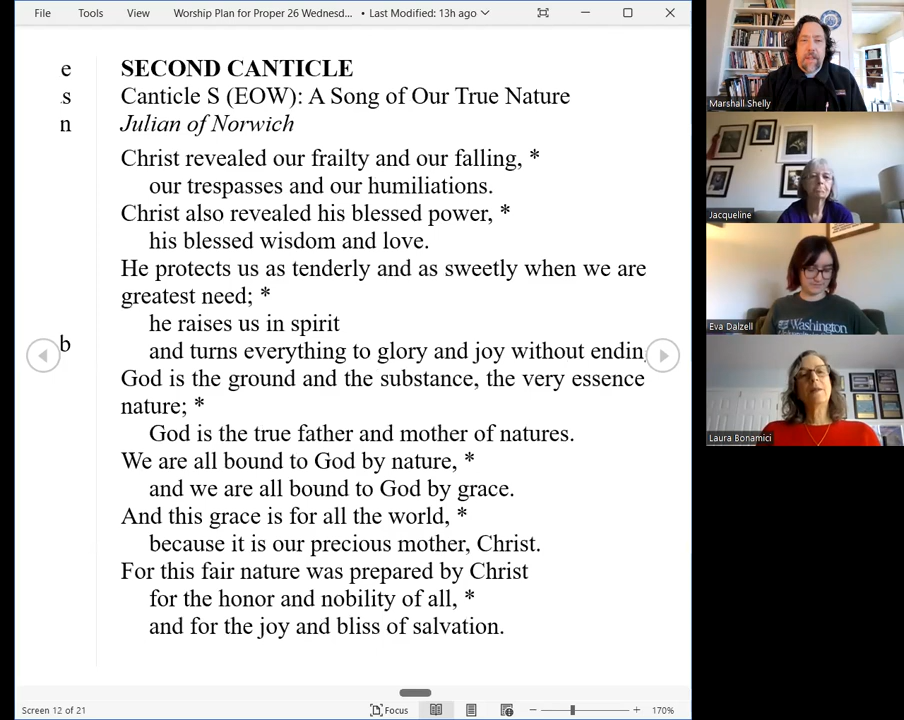 File Tools View Worship Plan for Proper 26 Wednesd... • Last Modified: 13h ago
e
s
n
b
SECOND CANTICLE
Canticle S (EOW): A Song of Our True Nature
Julian of Norwich
Christ revealed our frailty and our falling, *
our trespasses and our humiliations.
Christ also revealed his blessed power, *
his blessed wisdom and love.
He protects us as tenderly and as sweetly when we are
greatest need; *
he raises us in spirit
and turns everything to glory and joy without endin
God is the ground and the substance, the very essence
nature; *
God is the true father and mother of natures.
We are all bound to God by nature, *
and we are all bound to God by grace.
And this grace is for all the world, *
because it is our precious mother, Christ.
For this fair nature was prepared by Christ
for the honor and nobility of all, *
and for the joy and bliss of salvation.
Screen 12 of 21 Focus 170%
Marshall Shelly
Jacqueline
Washington
Eva Dalzell
Laura Bonamici